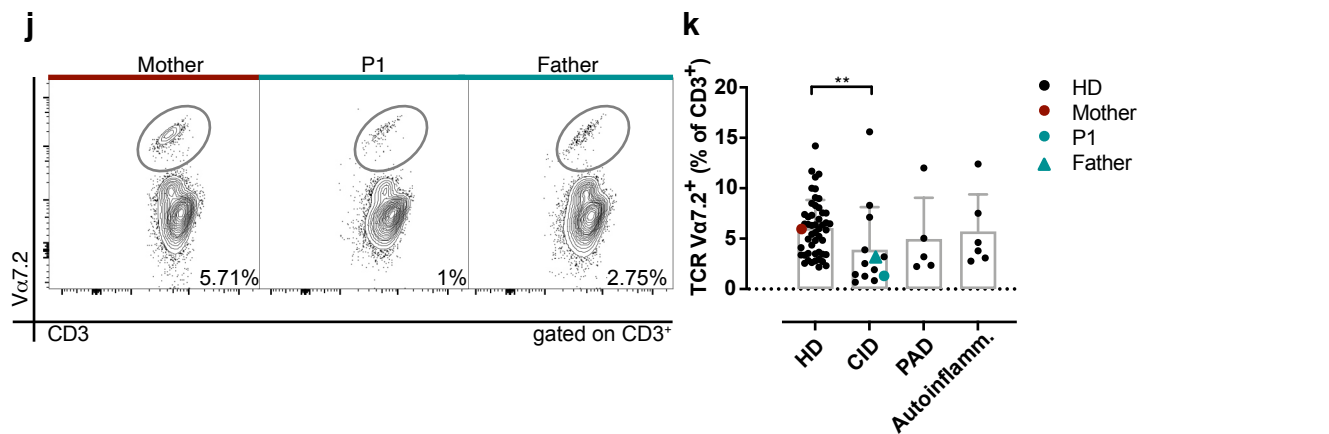 j
Mother P1 Father
Vα7.2
5.71% 1% 2.75%
CD3 gated on CD3⁺
k
TCR Vα7.2⁺ (% of CD3⁺)
20
15
10
5
0
**
HD CID PAD Autoinflamm.
HD
Mother
P1
Father